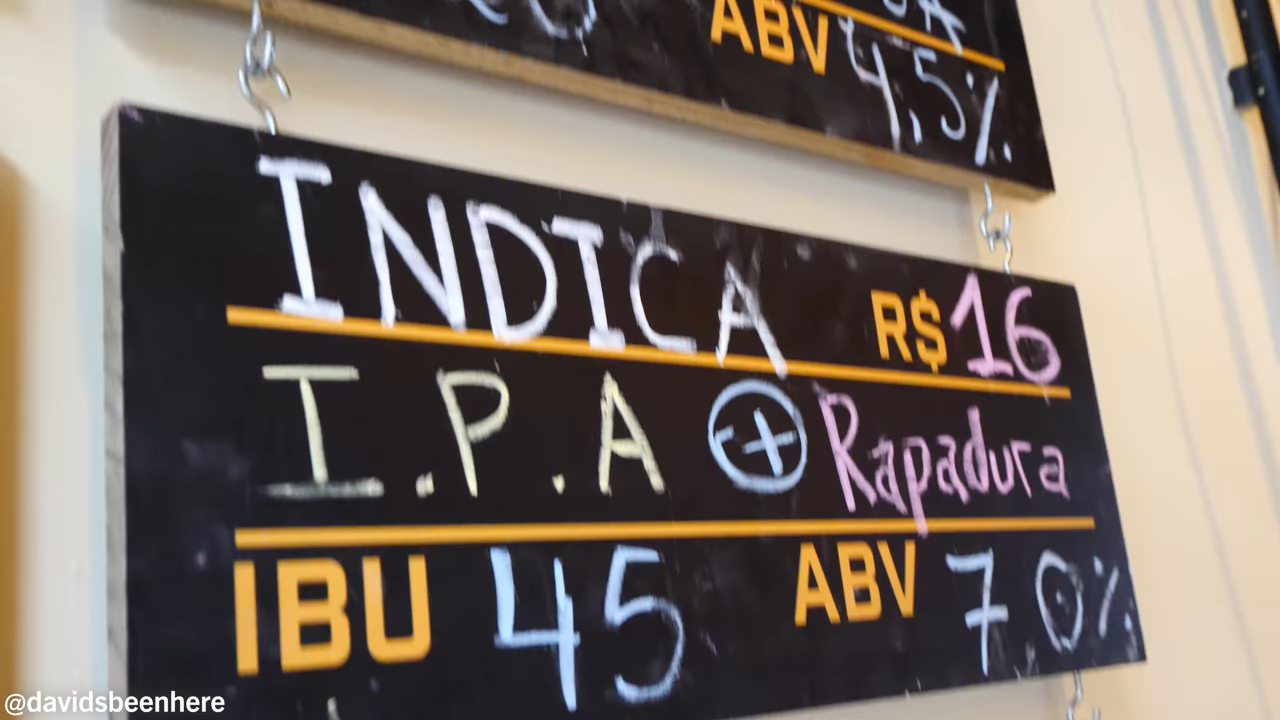 ABV 4,5%
INDICA R$ 16
I.P.A + Rapadura
IBU 45 ABV 7 0%
@davidsbeenhere